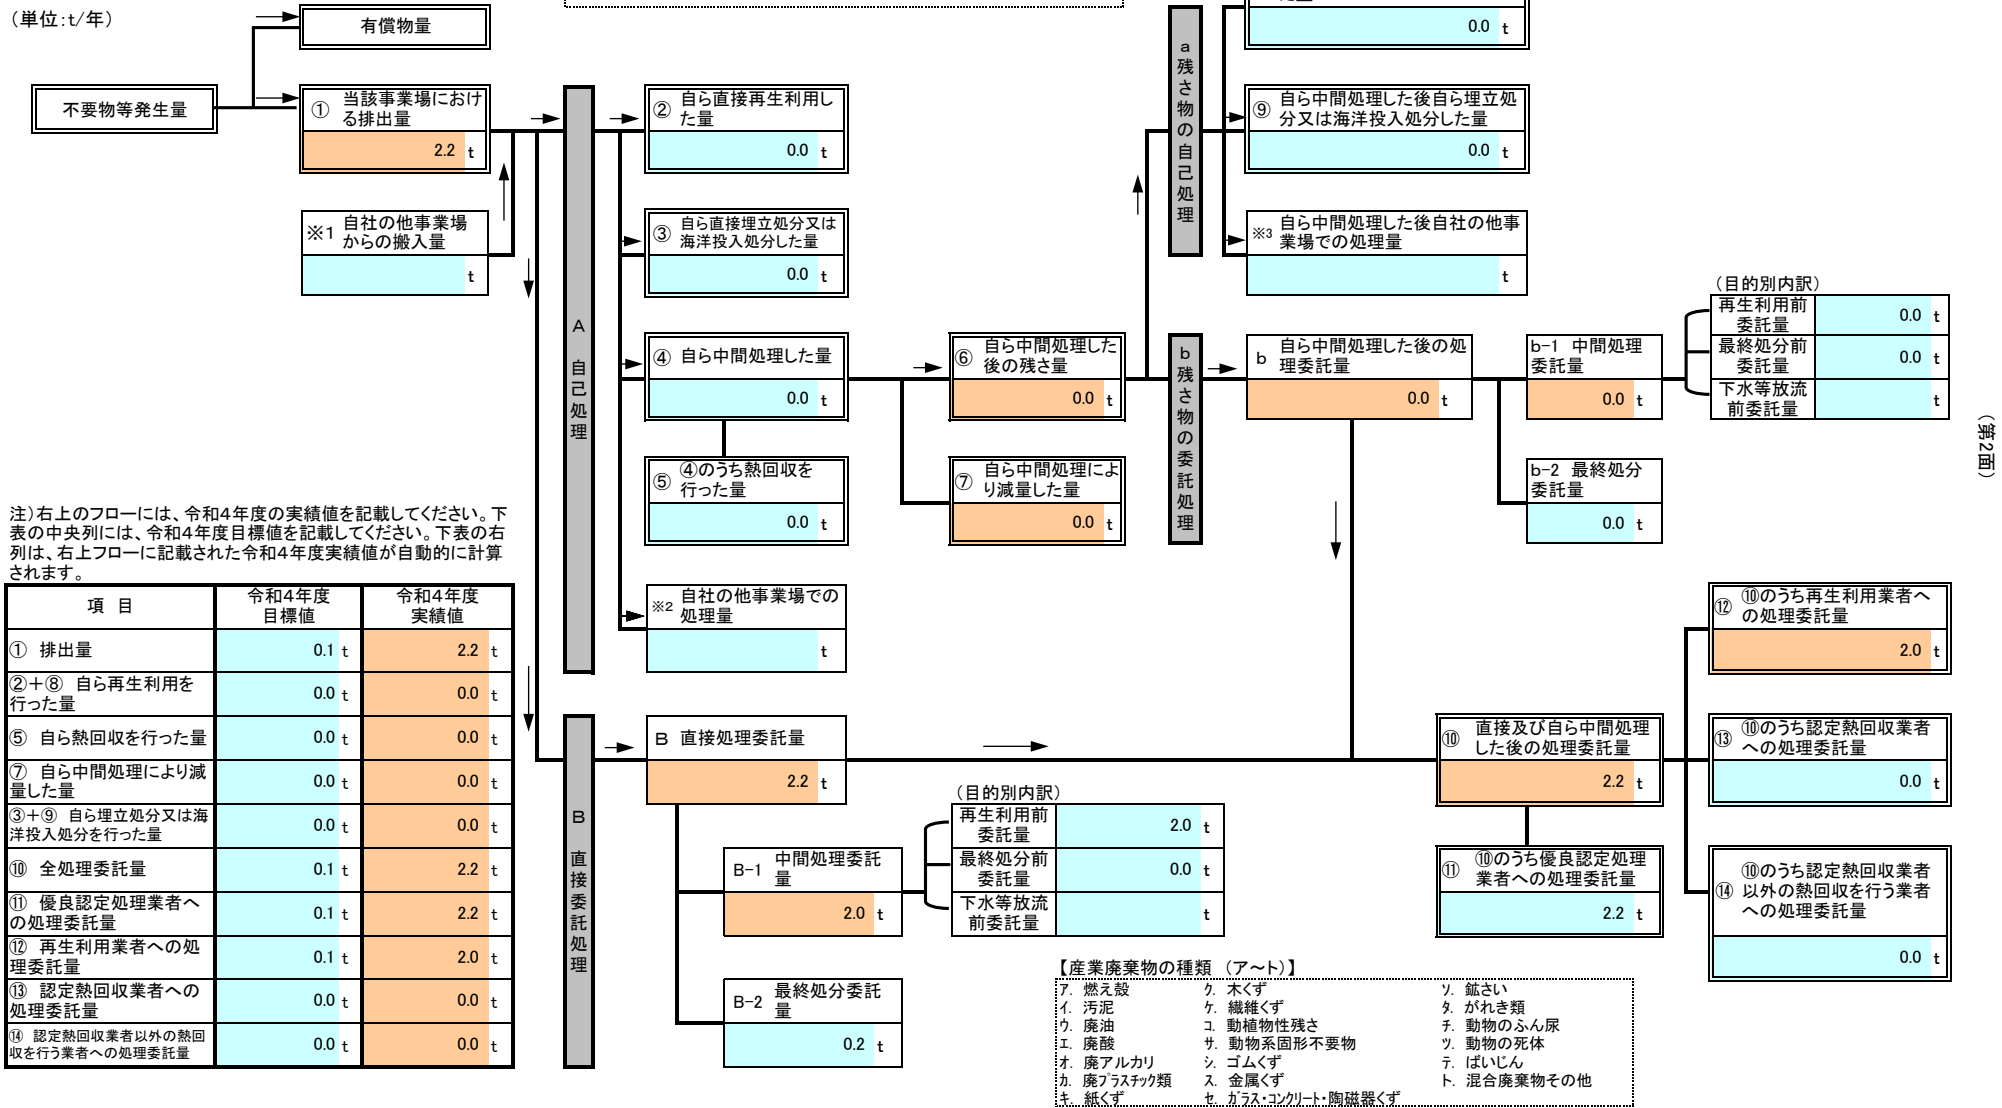 (単位:t/年)
有償物量
不要物等発生量
① 当該事業場におけ
る排出量
2.2 t
※1 自社の他事業場
からの搬入量
t
A 自己処理
② 自ら直接再生利用し
た量
0.0 t
③ 自ら直接埋立処分又は
海洋投入処分した量
0.0 t
④ 自ら中間処理した量
0.0 t
⑤ ④のうち熱回収を
行った量
0.0 t
※2 自社の他事業場での
処理量
t
⑥ 自ら中間処理した
後の残さ量
0.0 t
⑦ 自ら中間処理によ
り減量した量
0.0 t
a 残さ物の自己処理
0.0 t
⑨ 自ら中間処理した後自ら埋立処
分又は海洋投入処分した量
0.0 t
※3 自ら中間処理した後自社の他事
業場での処理量
t
b 残さ物の委託処理
b 自ら中間処理した後の処
理委託量
0.0 t
b-1 中間処理
委託量
0.0 t
b-2 最終処分
委託量
0.0 t
(目的別内訳)
再生利用前
委託量
0.0 t
最終処分前
委託量
0.0 t
下水等放流
前委託量
t
(第2面)
注)右上のフローには、令和4年度の実績値を記載してください。下
表の中央列には、令和4年度目標値を記載してください。下表の右
列は、右上フローに記載された令和4年度実績値が自動的に計算
されます。
項 目 令和4年度 令和4年度
目標値 実績値
① 排出量 0.1 t 2.2 t
②+⑧ 自ら再生利用を
行った量 0.0 t 0.0 t
⑤ 自ら熱回収を行った量 0.0 t 0.0 t
⑦ 自ら中間処理により減
量した量 0.0 t 0.0 t
③+⑨ 自ら埋立処分又は海
洋投入処分を行った量 0.0 t 0.0 t
⑩ 全処理委託量 0.1 t 2.2 t
⑪ 優良認定処理業者へ
の処理委託量 0.1 t 2.2 t
⑫ 再生利用業者への処
理委託量 0.1 t 2.0 t
⑬ 認定熱回収業者への
処理委託量 0.0 t 0.0 t
⑭ 認定熱回収業者以外の熱回
収を行う業者への処理委託量 0.0 t 0.0 t
B 直接委託処理
B 直接処理委託量
2.2 t
B-1 中間処理委託
量
2.0 t
B-2 最終処分委託
量
0.2 t
(目的別内訳)
再生利用前
委託量
2.0 t
最終処分前
委託量
0.0 t
下水等放流
前委託量
t
⑩ 直接及び自ら中間処理
した後の処理委託量
2.2 t
⑪ ⑩のうち優良認定処理
業者への処理委託量
2.2 t
⑫ ⑩のうち再生利用業者へ
の処理委託量
2.0 t
⑬ ⑩のうち認定熱回収業者
への処理委託量
0.0 t
⑭ ⑩のうち認定熱回収業者
以外の熱回収を行う業者
への処理委託量
0.0 t
【産業廃棄物の種類 (ア~ト)】
ア. 燃え殻 ク. 木くず ソ. 鉱さい
イ. 汚泥 ケ. 繊維くず タ. がれき類
ウ. 廃油 コ. 動植物性残さ チ. 動物のふん尿
エ. 廃酸 サ. 動物系固形不要物 ツ. 動物の死体
オ. 廃アルカリ シ. ゴムくず テ. ばいじん
カ. 廃プラスチック類 ス. 金属くず ト. 混合廃棄物その他
キ. 紙くず セ. ガラス・コンクリート・陶磁器くず